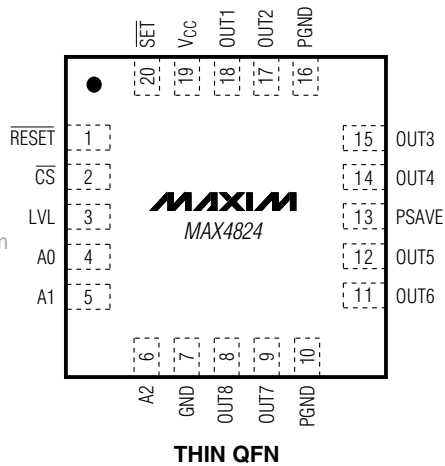 SET VCC OUT1 OUT2 PGND
20 19 18 17 16
RESET 1 15 OUT3
CS 2 14 OUT4
LVL 3 MAXIM 13 PSAVE
MAX4824
m
A0 4 12 OUT5
A1 5 11 OUT6
6 7 8 9 10
A2 GND OUT8 OUT7 PGND
THIN QFN